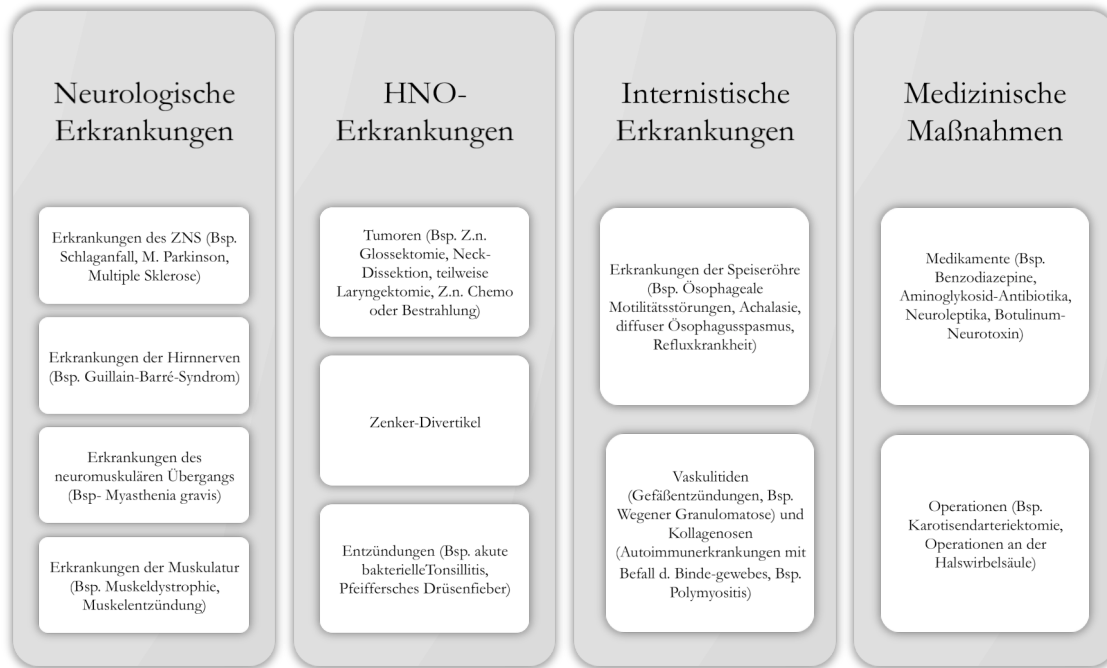 Neurologische
Erkrankungen
Erkrankungen des ZNS (Bsp.
Schlaganfall, M. Parkinson,
Multiple Sklerose)
Erkrankungen der Hirnnerven
(Bsp. Guillain-Barré-Syndrom)
Erkrankungen des
neuromuskulären Übergangs
(Bsp- Myasthenia gravis)
Erkrankungen der Muskulatur
(Bsp. Muskeldystrophie,
Muskelentzündung)
HNO-
Erkrankungen
Tumoren (Bsp. Z.n.
Glossektomie, Neck-
Dissektion, teilweise
Laryngektomie, Z.n. Chemo
oder Bestrahlung)
Zenker-Divertikel
Entzündungen (Bsp. akute
bakterielleTonsillitis,
Pfeiffersches Drüsenfieber)
Internistische
Erkrankungen
Erkrankungen der Speiseröhre
(Bsp. Ösophageale
Motilitätsstörungen, Achalasie,
diffuser Ösophagusspasmus,
Refluxkrankheit)
Vaskulitiden
(Gefäßentzündungen, Bsp.
Wegener Granulomatose) und
Kollagenosen
(Autoimmunerkrankungen mit
Befall d. Binde-gewebes, Bsp.
Polymyositis)
Medizinische
Maßnahmen
Medikamente (Bsp.
Benzodiazepine,
Aminoglykosid-Antibiotika,
Neuroleptika, Botulinum-
Neurotoxin)
Operationen (Bsp.
Karotisendarteriektomie,
Operationen an der
Halswirbelsäule)